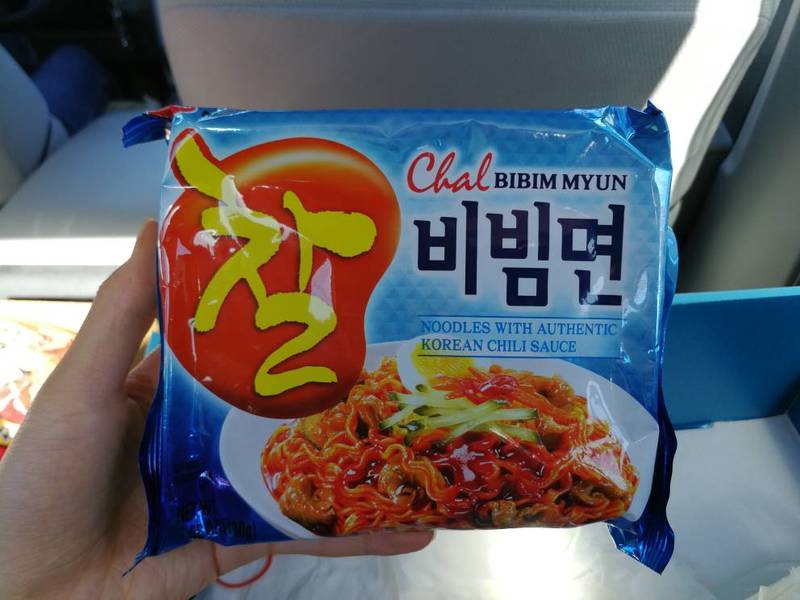 찰
Chal BIBIM MYUN
비빔면
NOODLES WITH AUTHENTIC
KOREAN CHILI SAUCE